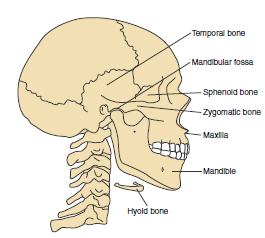 Temporal bone
Mandibular fossa
Sphenoid bone
Zygomatic bone
Maxilla
Mandible
Hyoid bone